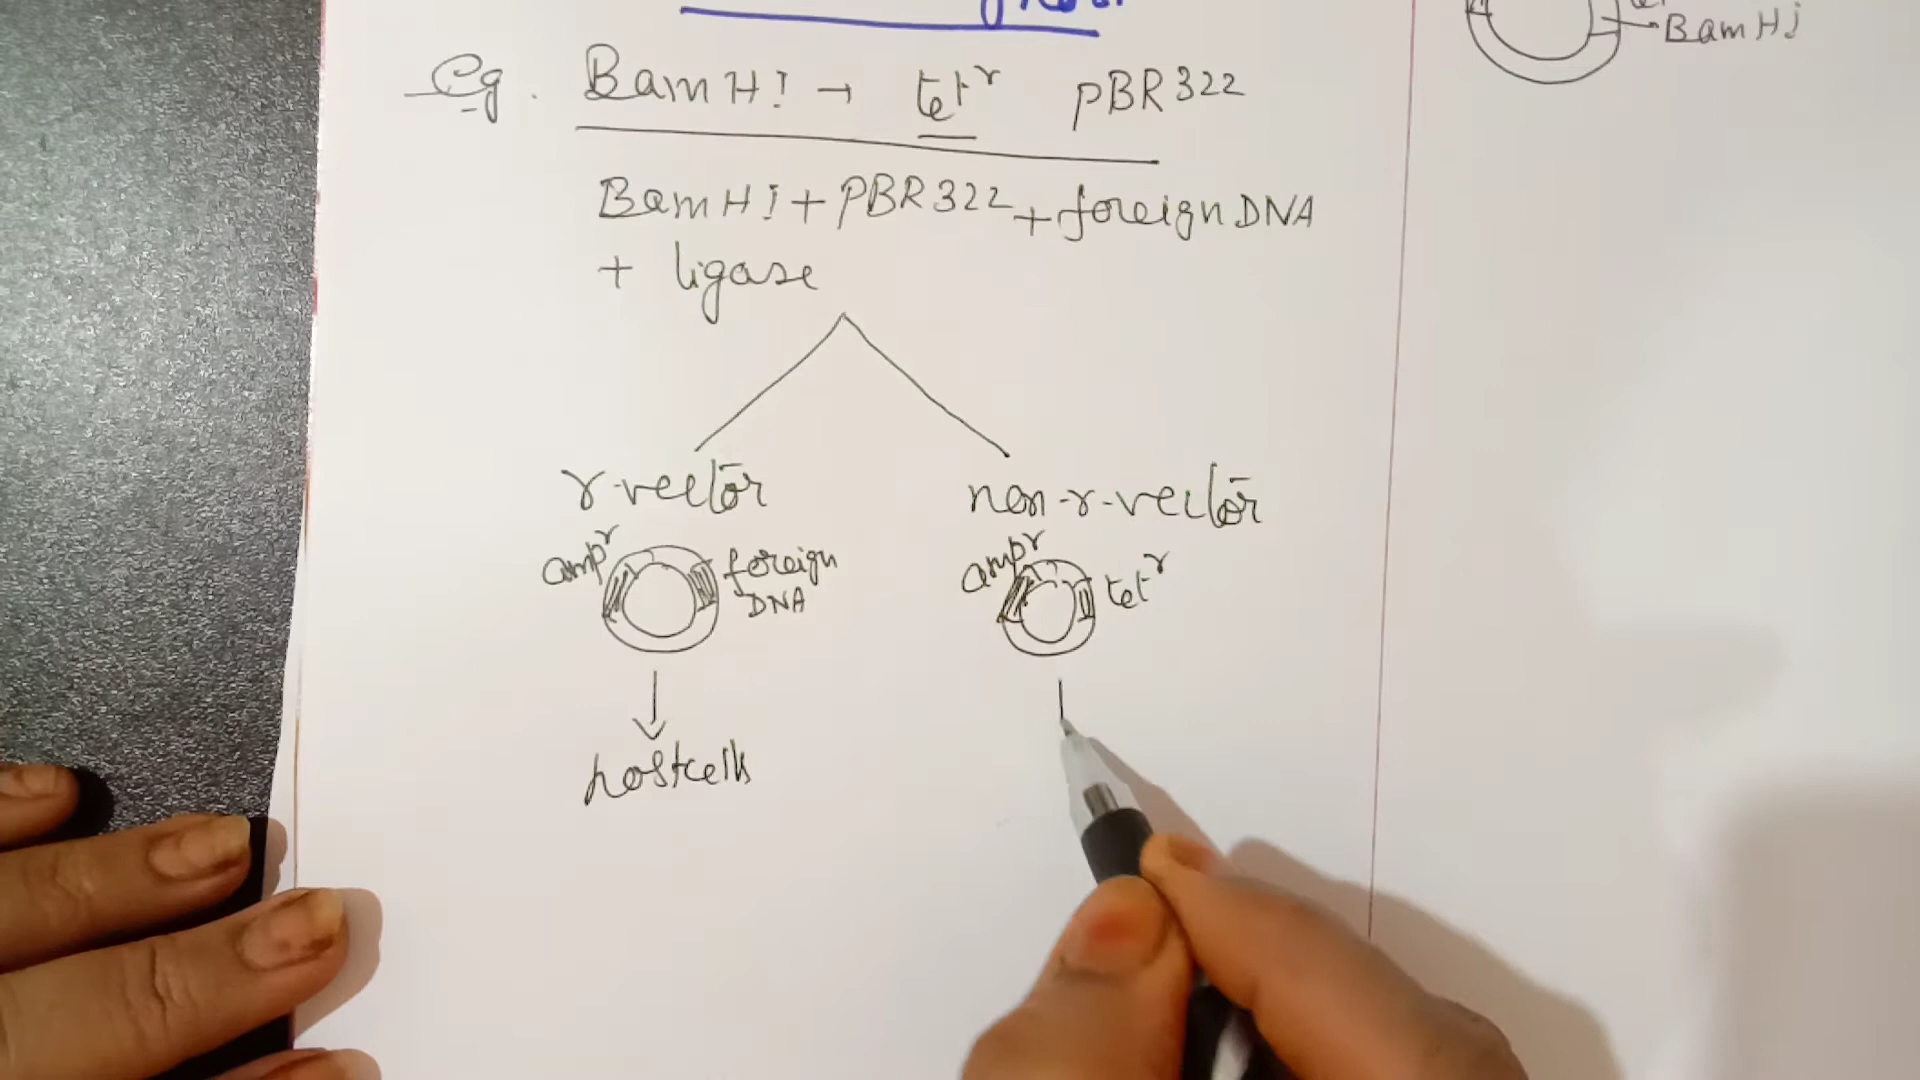 Eg. BamHI → tetʳ pBR322
BamHI + PBR322 + foreign DNA
+ ligase
r-vector
non-r-vector
ampʳ
foreign
DNA
ampʳ
tetʳ
hostcells
BamHI